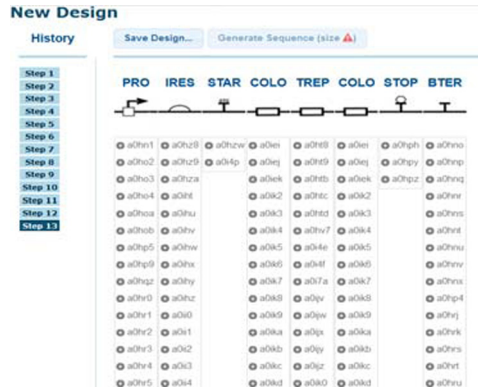 New Design
History
Save Design... Generate Sequence (size )
Step 1
Step 2
Step 3
Step 4
Step 5
Step 6
Step 7
Step 8
Step 9
Step 10
Step 11
Step 12
Step 13
PRO IRES STAR COLO TREP COLO STOP BTER
a0hn1 a0hz8 a0hzw a0iei a0ht8 a0iei a0hph a0hno
a0ho2 a0hz9 a0i4p a0iej a0ht9 a0iej a0hpy a0hnp
a0ho3 a0hza a0iek a0htb a0iek a0hpz a0hnq
a0ho4 a0iht a0ik2 a0htc a0ik2 a0hnr
a0hoa a0ihu a0ik3 a0htd a0ik3 a0hns
a0hob a0ihv a0ik4 a0hv7 a0ik4 a0hnt
a0hp5 a0ihw a0ik5 a0i4e a0ik5 a0hnu
a0hp9 a0ihx a0ik6 a0i4f a0ik6 a0hnv
a0hqz a0ihy a0ik7 a0i7a a0ik7 a0hnx
a0hr0 a0ihz a0ik8 a0ijv a0ik8 a0hp4
a0hr1 a0ii0 a0ik9 a0ijw a0ik9 a0hrj
a0hr2 a0ii1 a0ika a0ijx a0ika a0hrk
a0hr3 a0ii2 a0ikb a0ijy a0ikb a0hrs
a0hr4 a0ii3 a0ikc a0ijz a0ikc a0hrt
a0hr5 a0ii4 a0ikd a0ik0 a0ikd a0hru